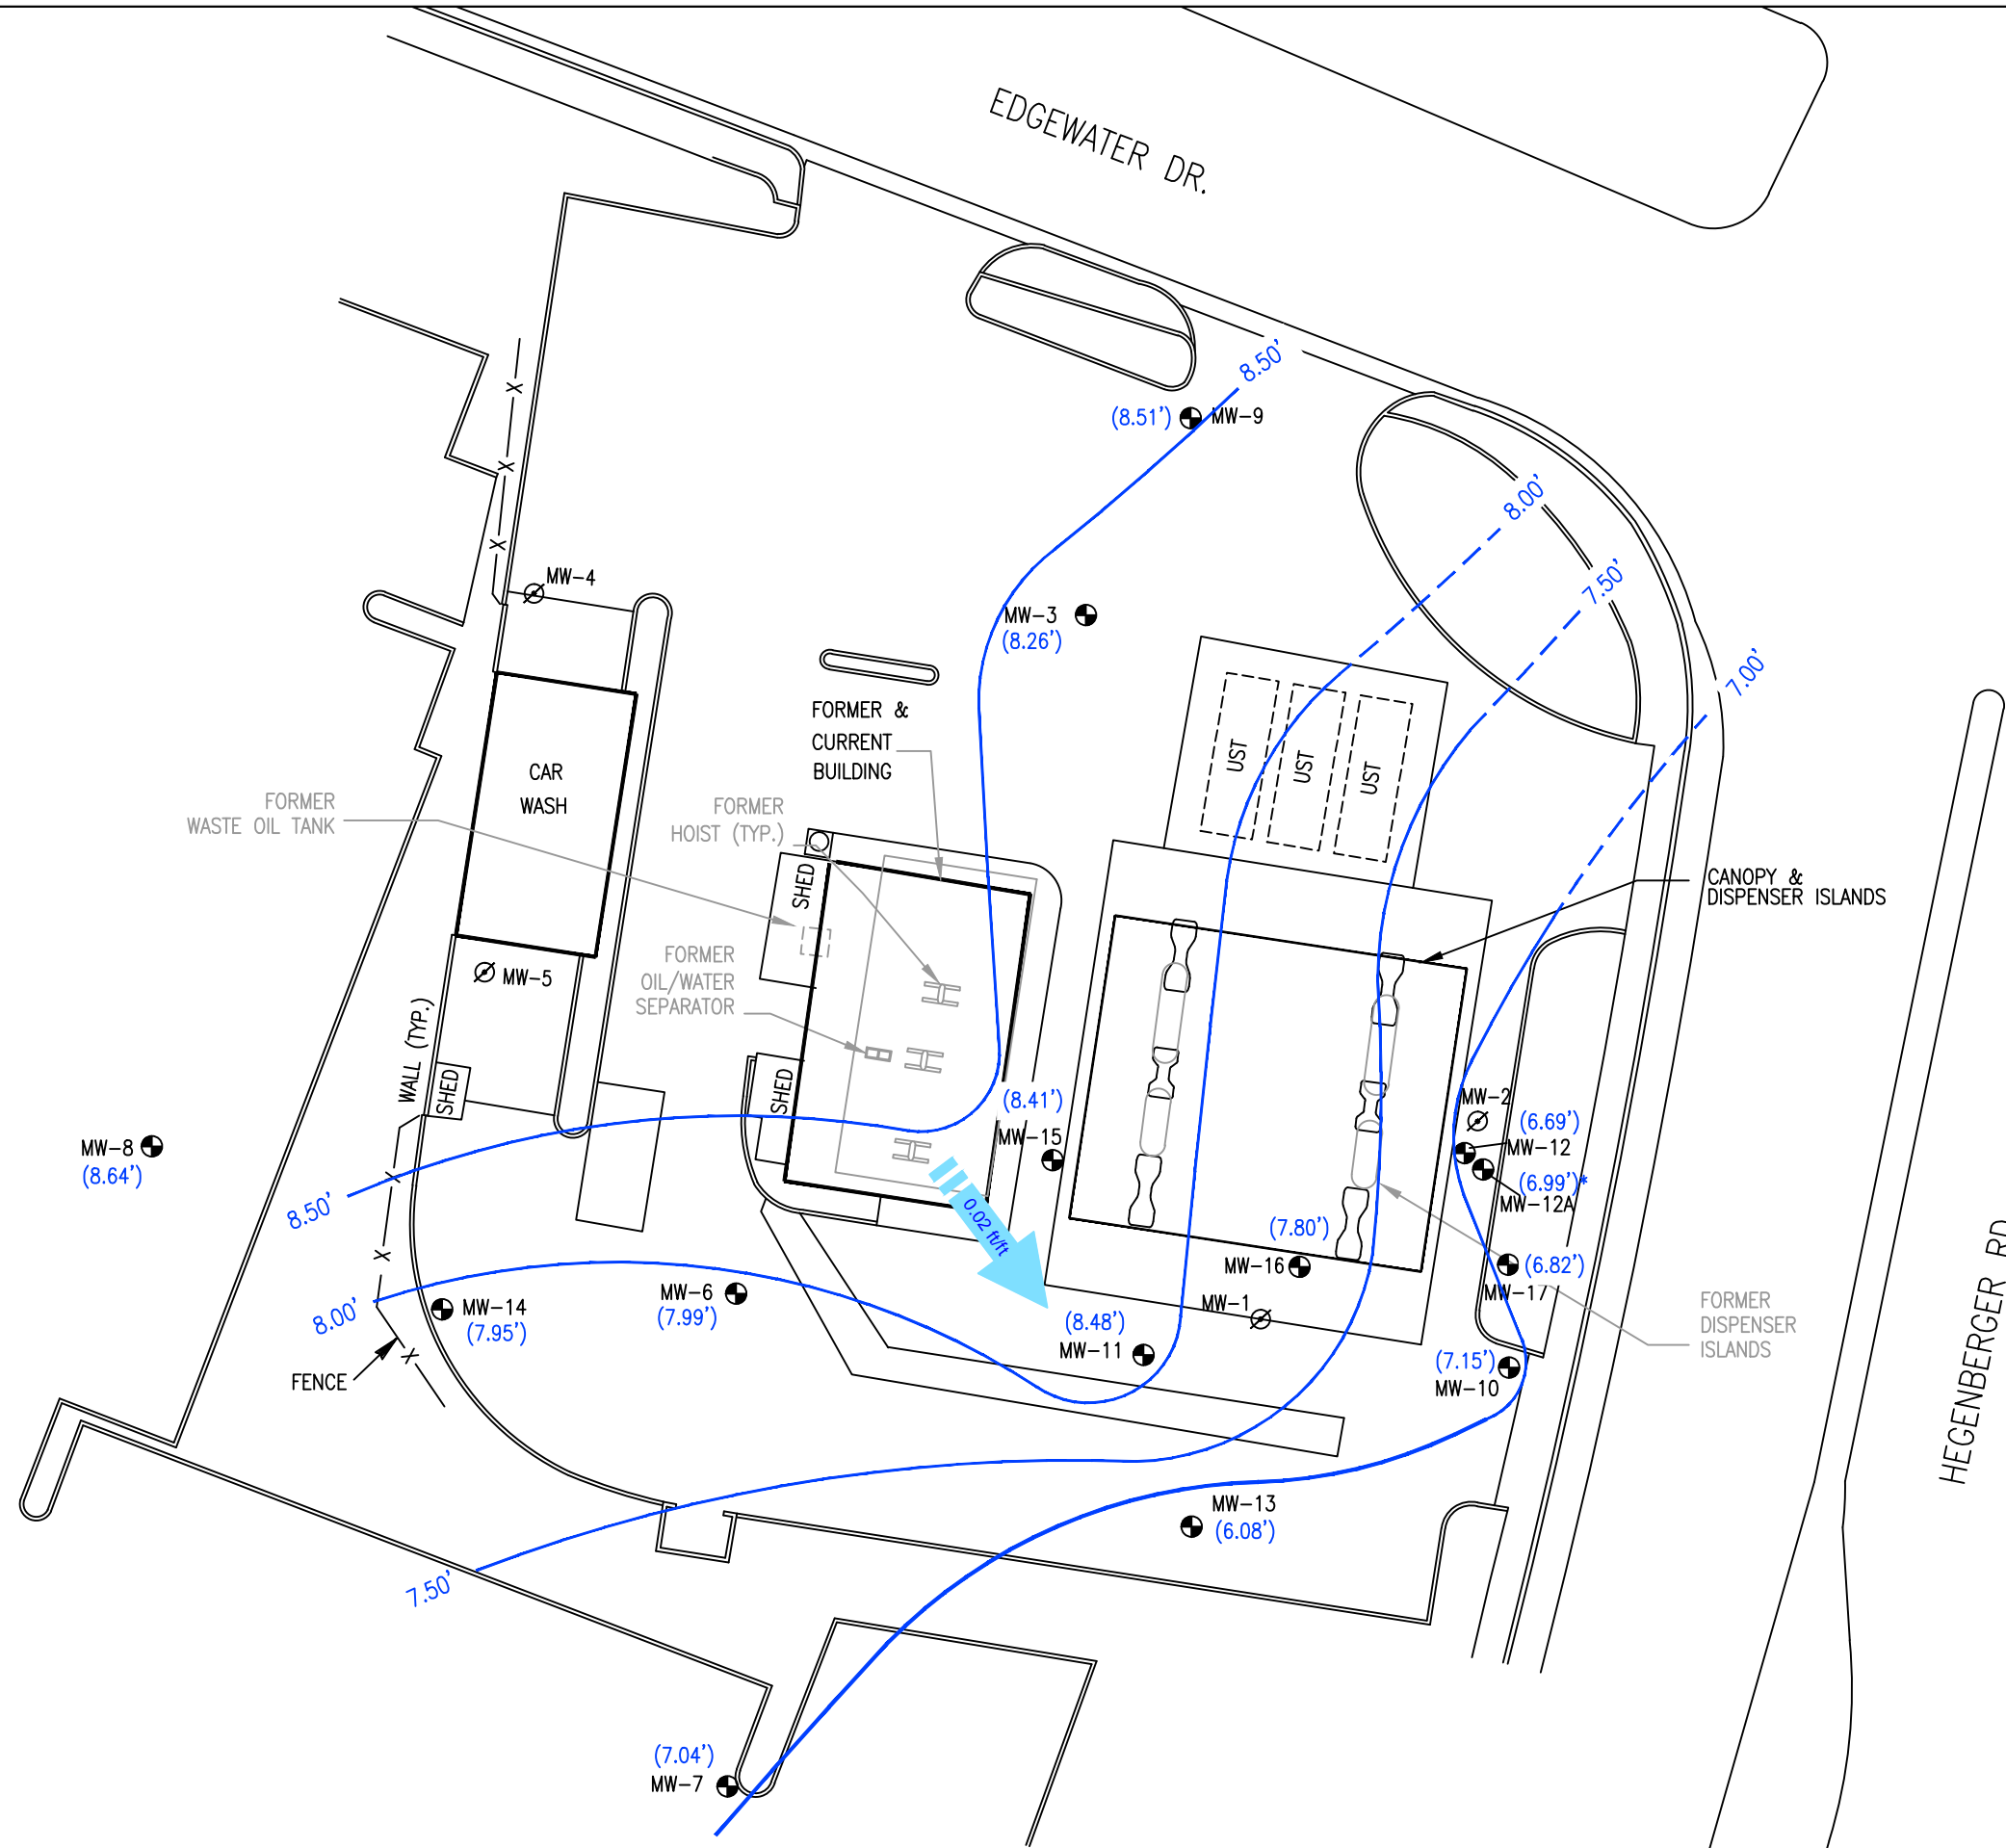 EDGEWATER DR.
8.50'
(8.51') MW-9
8.00'
7.50'
7.00'
MW-4
MW-3
(8.26')
X
X
X
FORMER &
CURRENT
BUILDING
UST
UST
UST
CAR
WASH
FORMER
WASTE OIL TANK
FORMER
HOIST (TYP.)
SHED
CANOPY &
DISPENSER ISLANDS
FORMER
OIL/WATER
SEPARATOR
MW-5
WALL (TYP.)
SHED
SHED
(8.41')
MW-15
MW-2
(6.69')
MW-12
(6.99')*
MW-12A
MW-8
(8.64')
X
8.50'
0.02 ft/ft
(7.80')
MW-16
(6.82')
MW-17
X
8.00'
MW-14
(7.95')
MW-6
(7.99')
MW-1
(8.48')
MW-11
FORMER
DISPENSER
ISLANDS
X
FENCE
(7.15')
MW-10
HEGENBERGER RD
MW-13
(6.08')
7.50'
(7.04')
MW-7